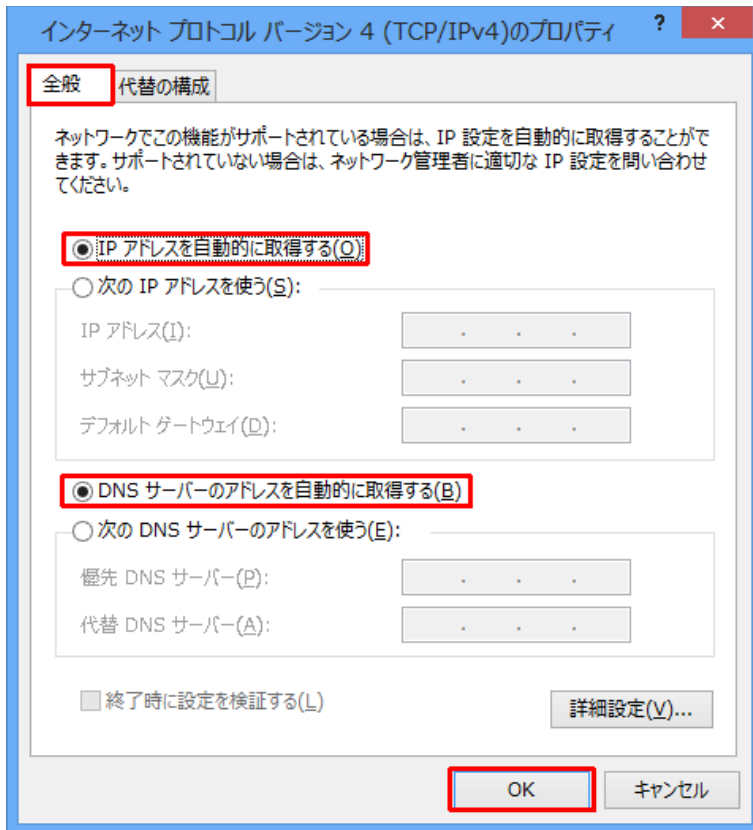 インターネット プロトコル バージョン 4 (TCP/IPv4)のプロパティ
? ×
全般
代替の構成
ネットワークでこの機能がサポートされている場合は、IP 設定を自動的に取得することがで
きます。サポートされていない場合は、ネットワーク管理者に適切な IP 設定を問い合わせ
てください。
IP アドレスを自動的に取得する(O)
次の IP アドレスを使う(S):
IP アドレス(I):
サブネット マスク(U):
デフォルト ゲートウェイ(D):
DNS サーバーのアドレスを自動的に取得する(B)
次の DNS サーバーのアドレスを使う(E):
優先 DNS サーバー(P):
代替 DNS サーバー(A):
終了時に設定を検証する(L)
詳細設定(V)...
OK
キャンセル